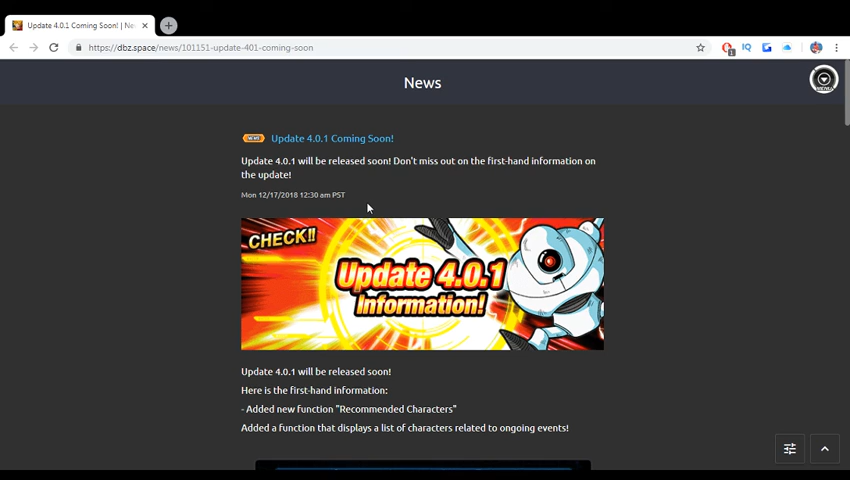 Update 4.0.1 Coming Soon! | Ne
https://dbz.space/news/101151-update-401-coming-soon
1
IQ
News
MENU
NEWS Update 4.0.1 Coming Soon!
Update 4.0.1 will be released soon! Don't miss out on the first-hand information on
the update!
Mon 12/17/2018 12:30 am PST
CHECK!!
Update 4.0.1
Information!
Update 4.0.1 will be released soon!
Here is the first-hand information:
- Added new function "Recommended Characters"
Added a function that displays a list of characters related to ongoing events!